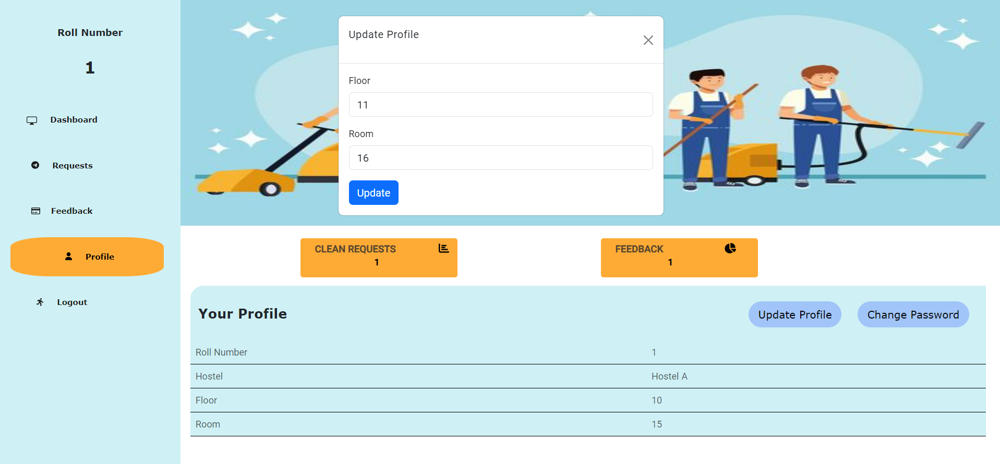 Roll Number
1
Dashboard
Requests
Feedback
Profile
Logout
Update Profile
Floor
11
Room
16
Update
CLEAN REQUESTS
1
FEEDBACK
1
Your Profile
Update Profile
Change Password
Roll Number 1
Hostel Hostel A
Floor 10
Room 15